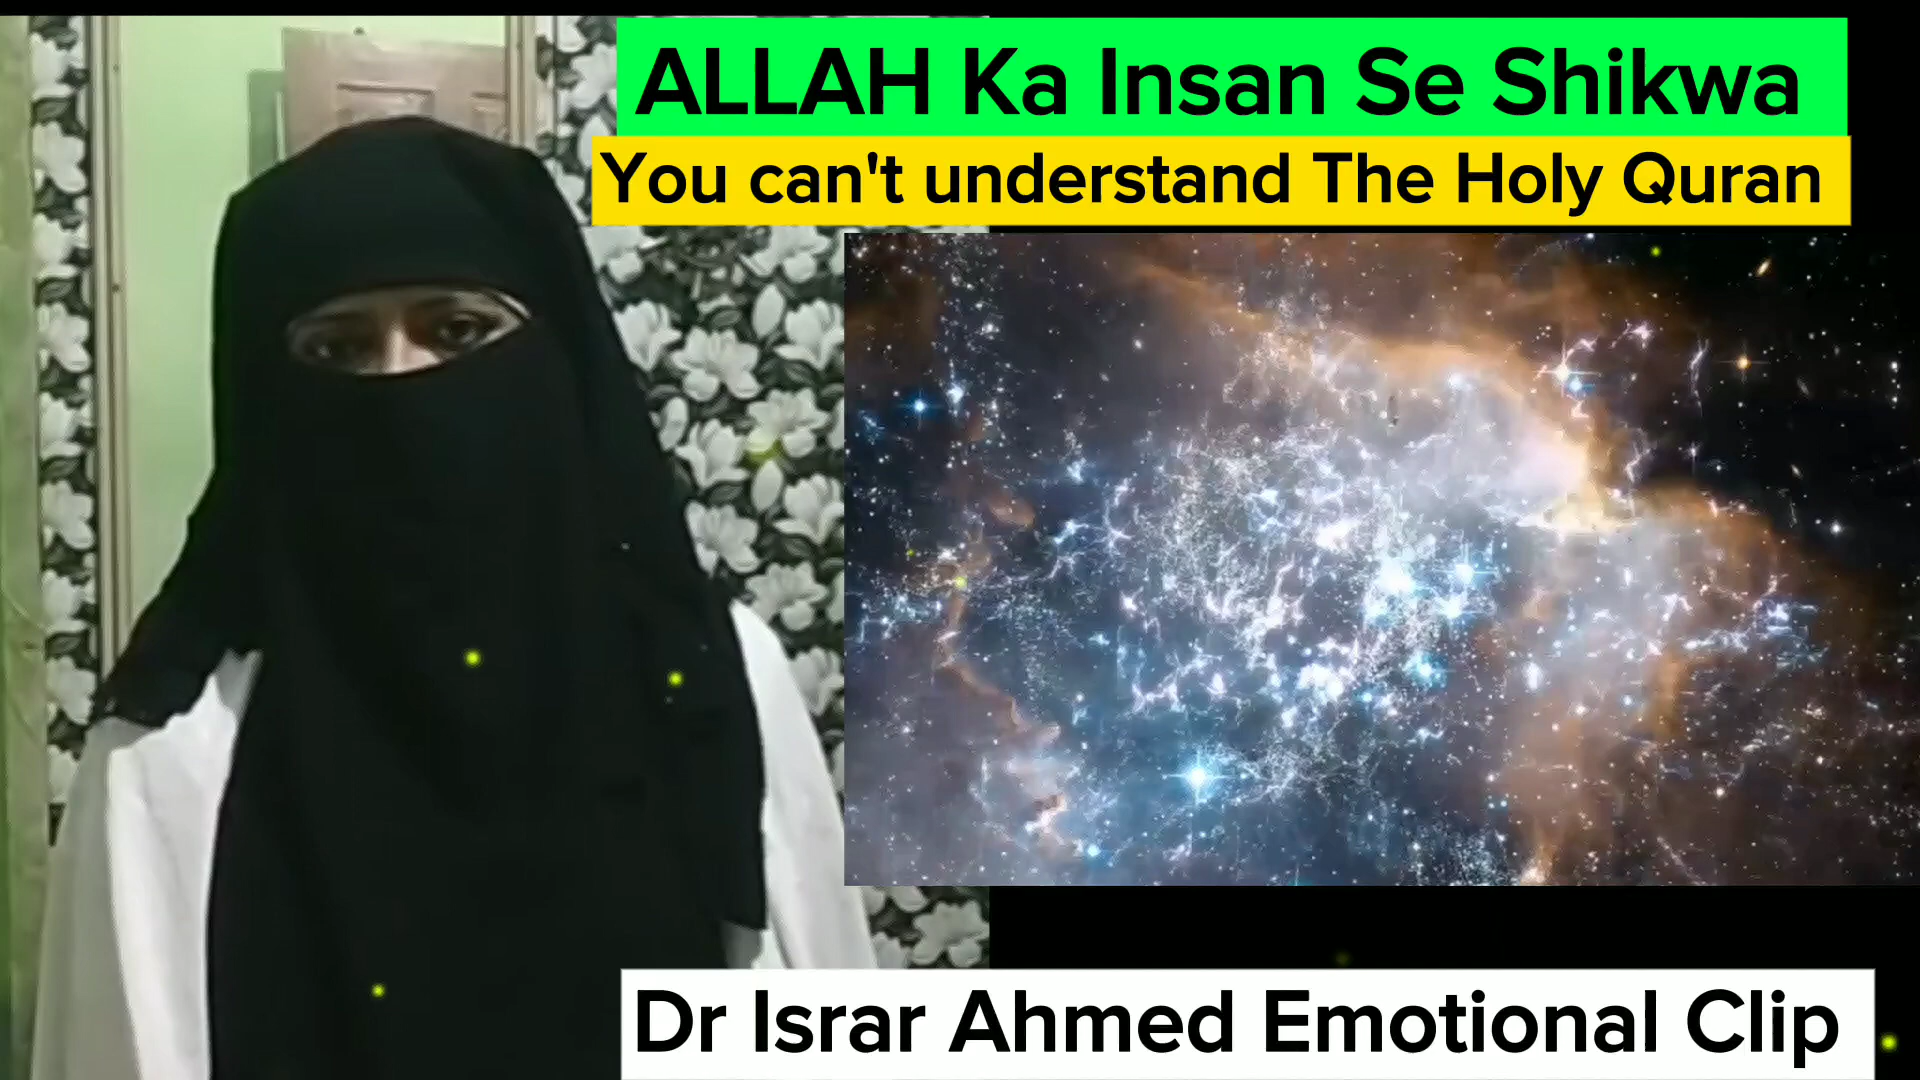 ALLAH Ka Insan Se Shikwa
You can't understand The Holy Quran
Dr Israr Ahmed Emotional Clip